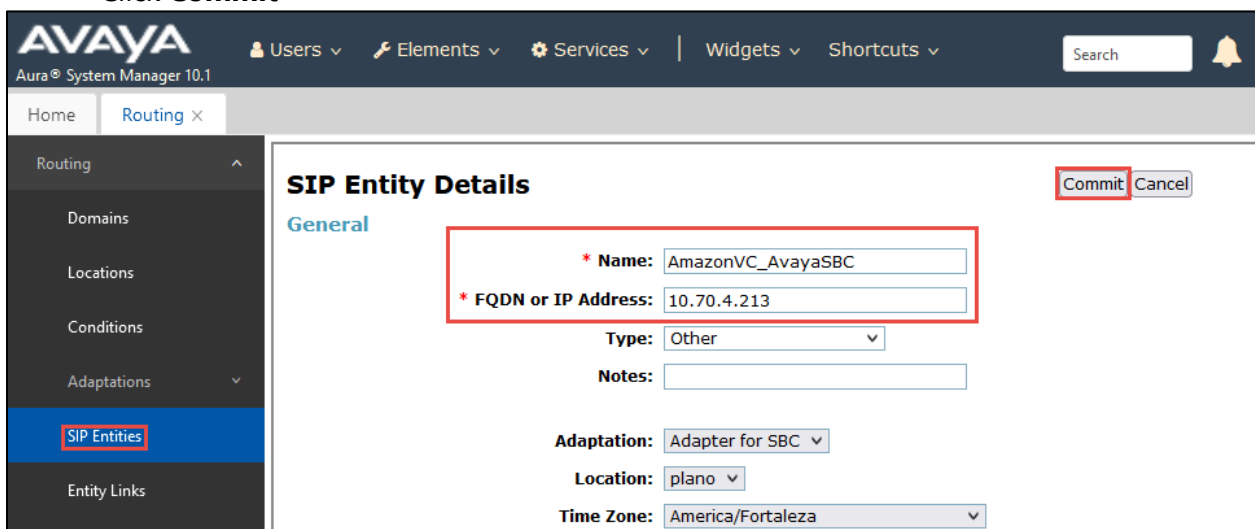 Click Commit
AVAYA
Aura® System Manager 10.1
Users Elements Services | Widgets Shortcuts Search
Home Routing ×
Routing
Domains
Locations
Conditions
Adaptations
SIP Entities
Entity Links
SIP Entity Details
Commit Cancel
General
* Name: AmazonVC_AvayaSBC
* FQDN or IP Address: 10.70.4.213
Type: Other
Notes:
Adaptation: Adapter for SBC
Location: plano
Time Zone: America/Fortaleza